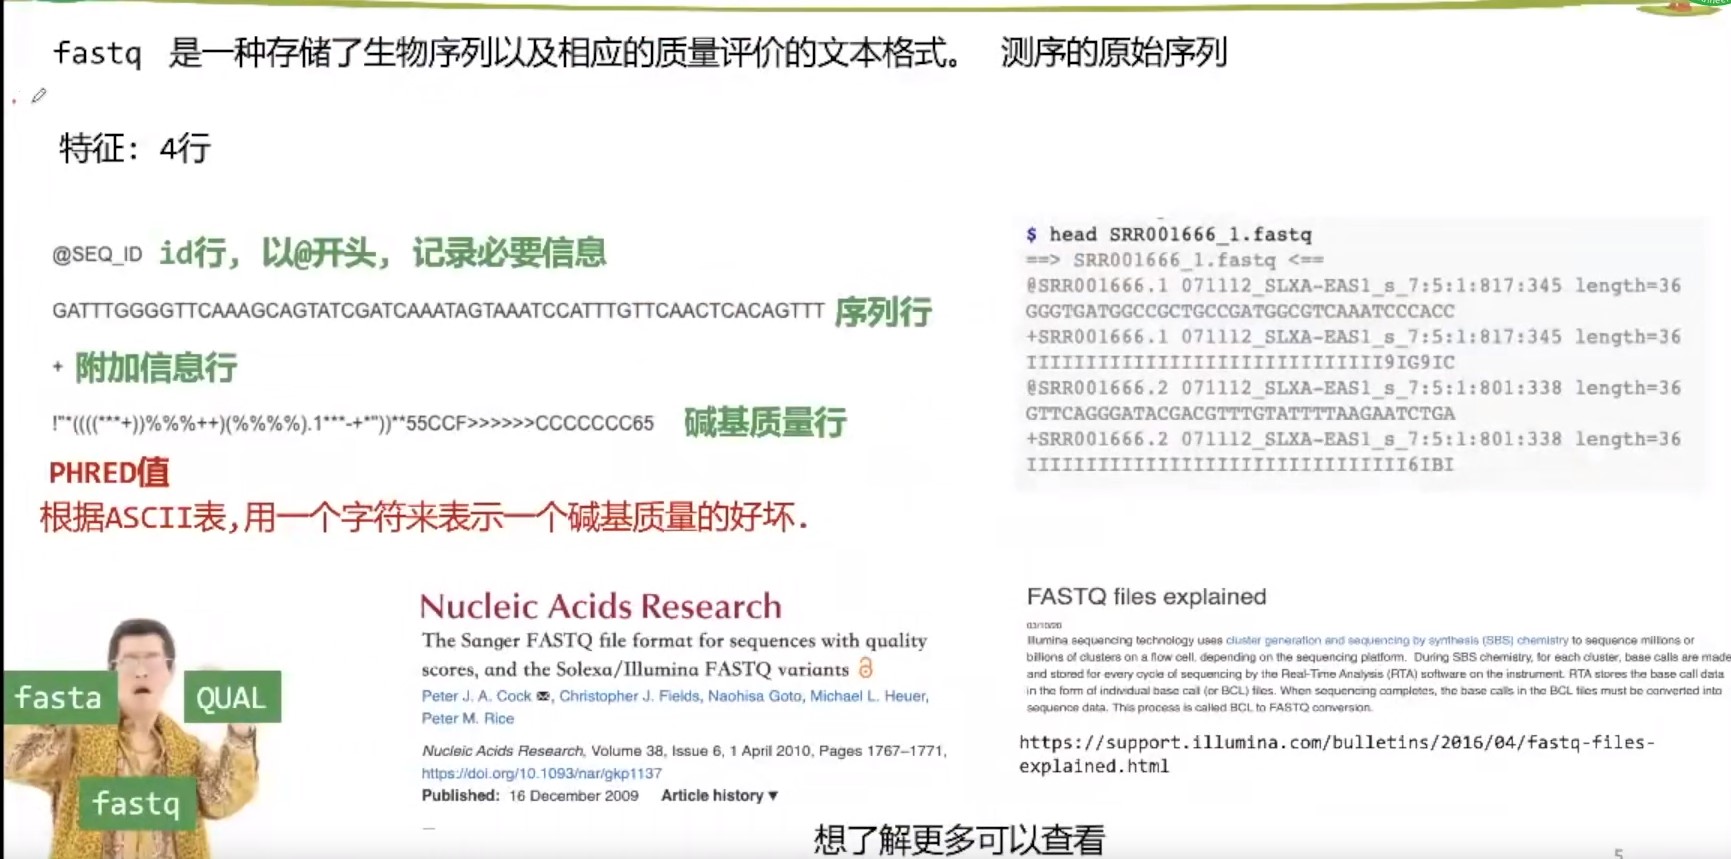 fastq 是一种存储了生物序列以及相应的质量评价的文本格式。 测序的原始序列
特征: 4行
@SEQ_ID id行，以@开头，记录必要信息
GATTTGGGGTTCAAAGCAGTATCGATCAAATAGTAAATCCATTTGTTCAACTCACAGTTT 序列行
+ 附加信息行
!"*((((***+))%%%++)(%%%%).1***-+*"))**55CCF>>>>>>CCCCCCC65 碱基质量行
PHRED值
根据ASCII表,用一个字符来表示一个碱基质量的好坏.
$ head SRR001666_1.fastq
==> SRR001666_1.fastq <==
@SRR001666.1 071112_SLXA-EAS1_s_7:5:1:817:345 length=36
GGGTGATGGCCGCTGCCGATGGCGTCAAATCCCACC
+SRR001666.1 071112_SLXA-EAS1_s_7:5:1:817:345 length=36
IIIIIIIIIIIIIIIIIIIIIIIIIIIIII9IG9IC
@SRR001666.2 071112_SLXA-EAS1_s_7:5:1:801:338 length=36
GTTCAGGGATACGACGTTTGTATTTTAAGAATCTGA
+SRR001666.2 071112_SLXA-EAS1_s_7:5:1:801:338 length=36
IIIIIIIIIIIIIIIIIIIIIIIIIIIIIIII6IBI
fasta
QUAL
fastq
Nucleic Acids Research
The Sanger FASTQ file format for sequences with quality
scores, and the Solexa/Illumina FASTQ variants
Peter J. A. Cock, Christopher J. Fields, Naohisa Goto, Michael L. Heuer,
Peter M. Rice
Nucleic Acids Research, Volume 38, Issue 6, 1 April 2010, Pages 1767–1771,
https://doi.org/10.1093/nar/gkp1137
Published: 16 December 2009 Article history ▼
FASTQ files explained
03/10/20
Illumina sequencing technology uses cluster generation and sequencing by synthesis (SBS) chemistry to sequence millions or
billions of clusters on a flow cell, depending on the sequencing platform. During SBS chemistry, for each cluster, base calls are made
and stored for every cycle of sequencing by the Real-Time Analysis (RTA) software on the instrument. RTA stores the base call data
in the form of individual base call (or BCL) files. When sequencing completes, the base calls in the BCL files must be converted into
sequence data. This process is called BCL to FASTQ conversion.
https://support.illumina.com/bulletins/2016/04/fastq-files-
explained.html
想了解更多可以查看
5